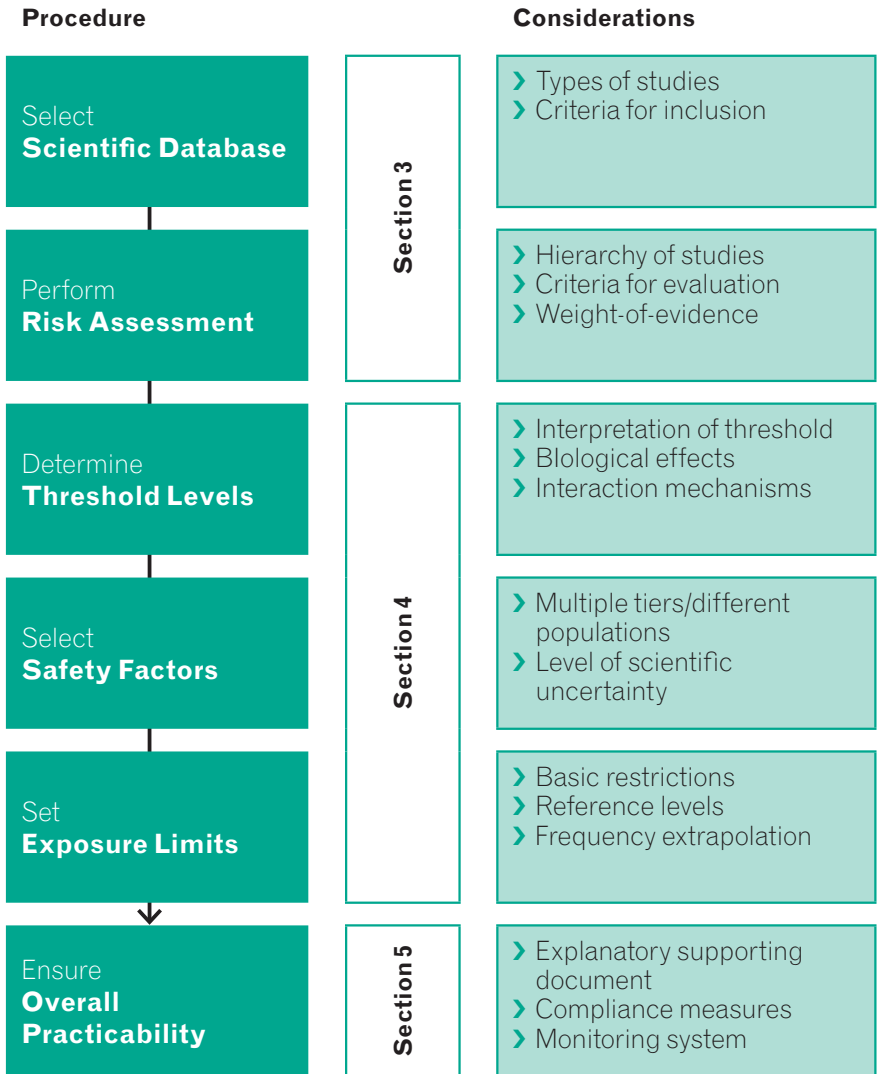 Procedure
Considerations
Select
Scientific Database
Section 3
› Types of studies
› Criteria for inclusion
Perform
Risk Assessment
› Hierarchy of studies
› Criteria for evaluation
› Weight-of-evidence
Determine
Threshold Levels
Section 4
› Interpretation of threshold
› Blological effects
› Interaction mechanisms
Select
Safety Factors
› Multiple tiers/different
populations
› Level of scientific
uncertainty
Set
Exposure Limits
› Basic restrictions
› Reference levels
› Frequency extrapolation
Ensure
Overall
Practicability
Section 5
› Explanatory supporting
document
› Compliance measures
› Monitoring system